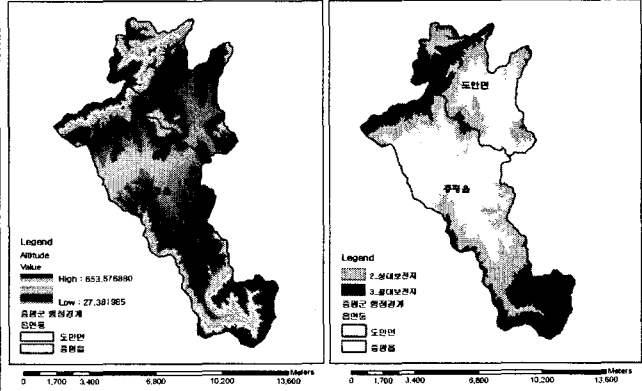 Legend
Altitude
Value
High : 653.576880
Low : 27.381985
증평군 행정경계
읍면동
도안면
증평읍
Meters
0 1,700 3,400 6,800 10,200 13,600
도안면
증평읍
Legend
2_상대보전지
3_절대보전지
증평군 행정경계
읍면동
도안면
증평읍
Meters
0 1,700 3,400 6,800 10,200 13,600